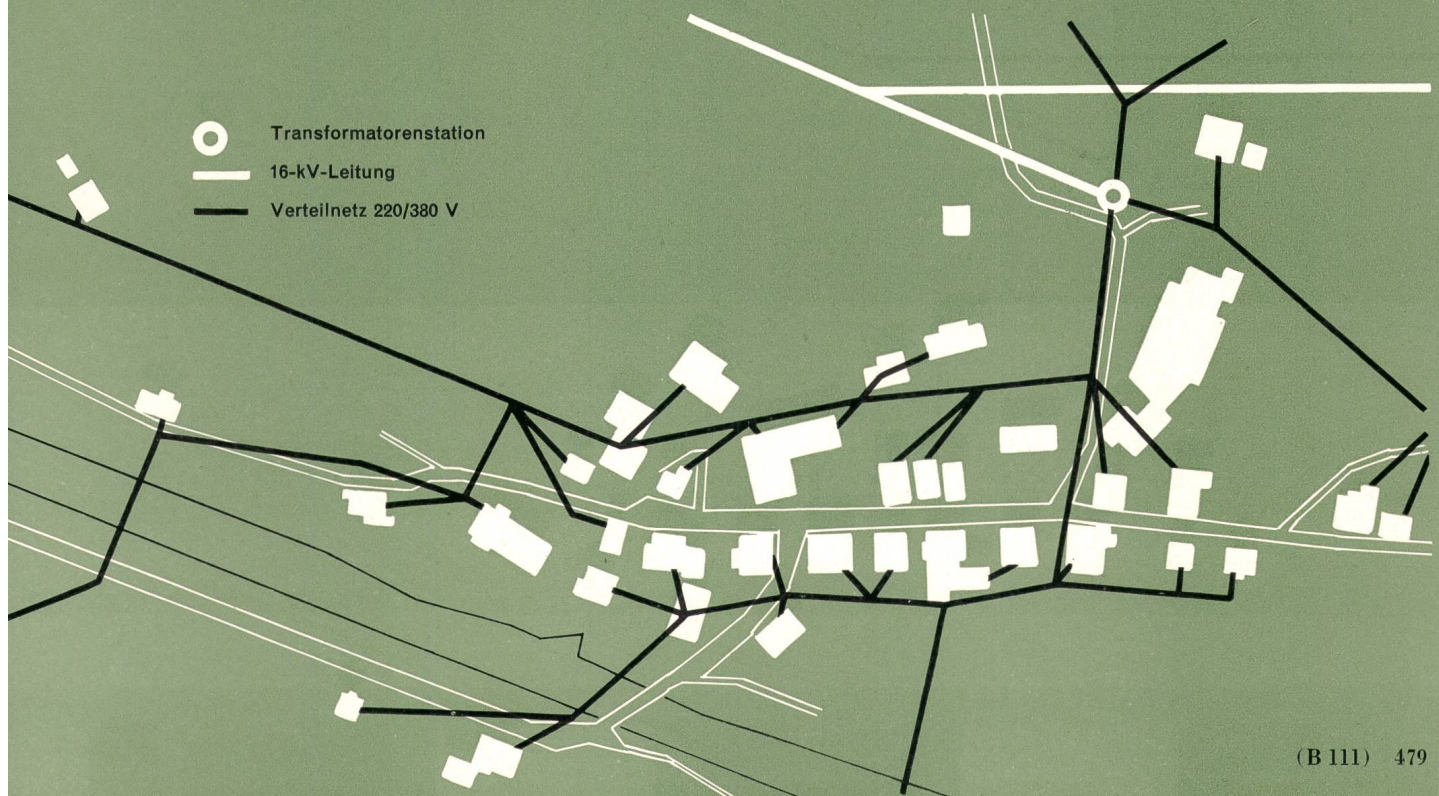 Transformatorenstation
16-kV-Leitung
Verteilnetz 220/380 V
(B 111) 479